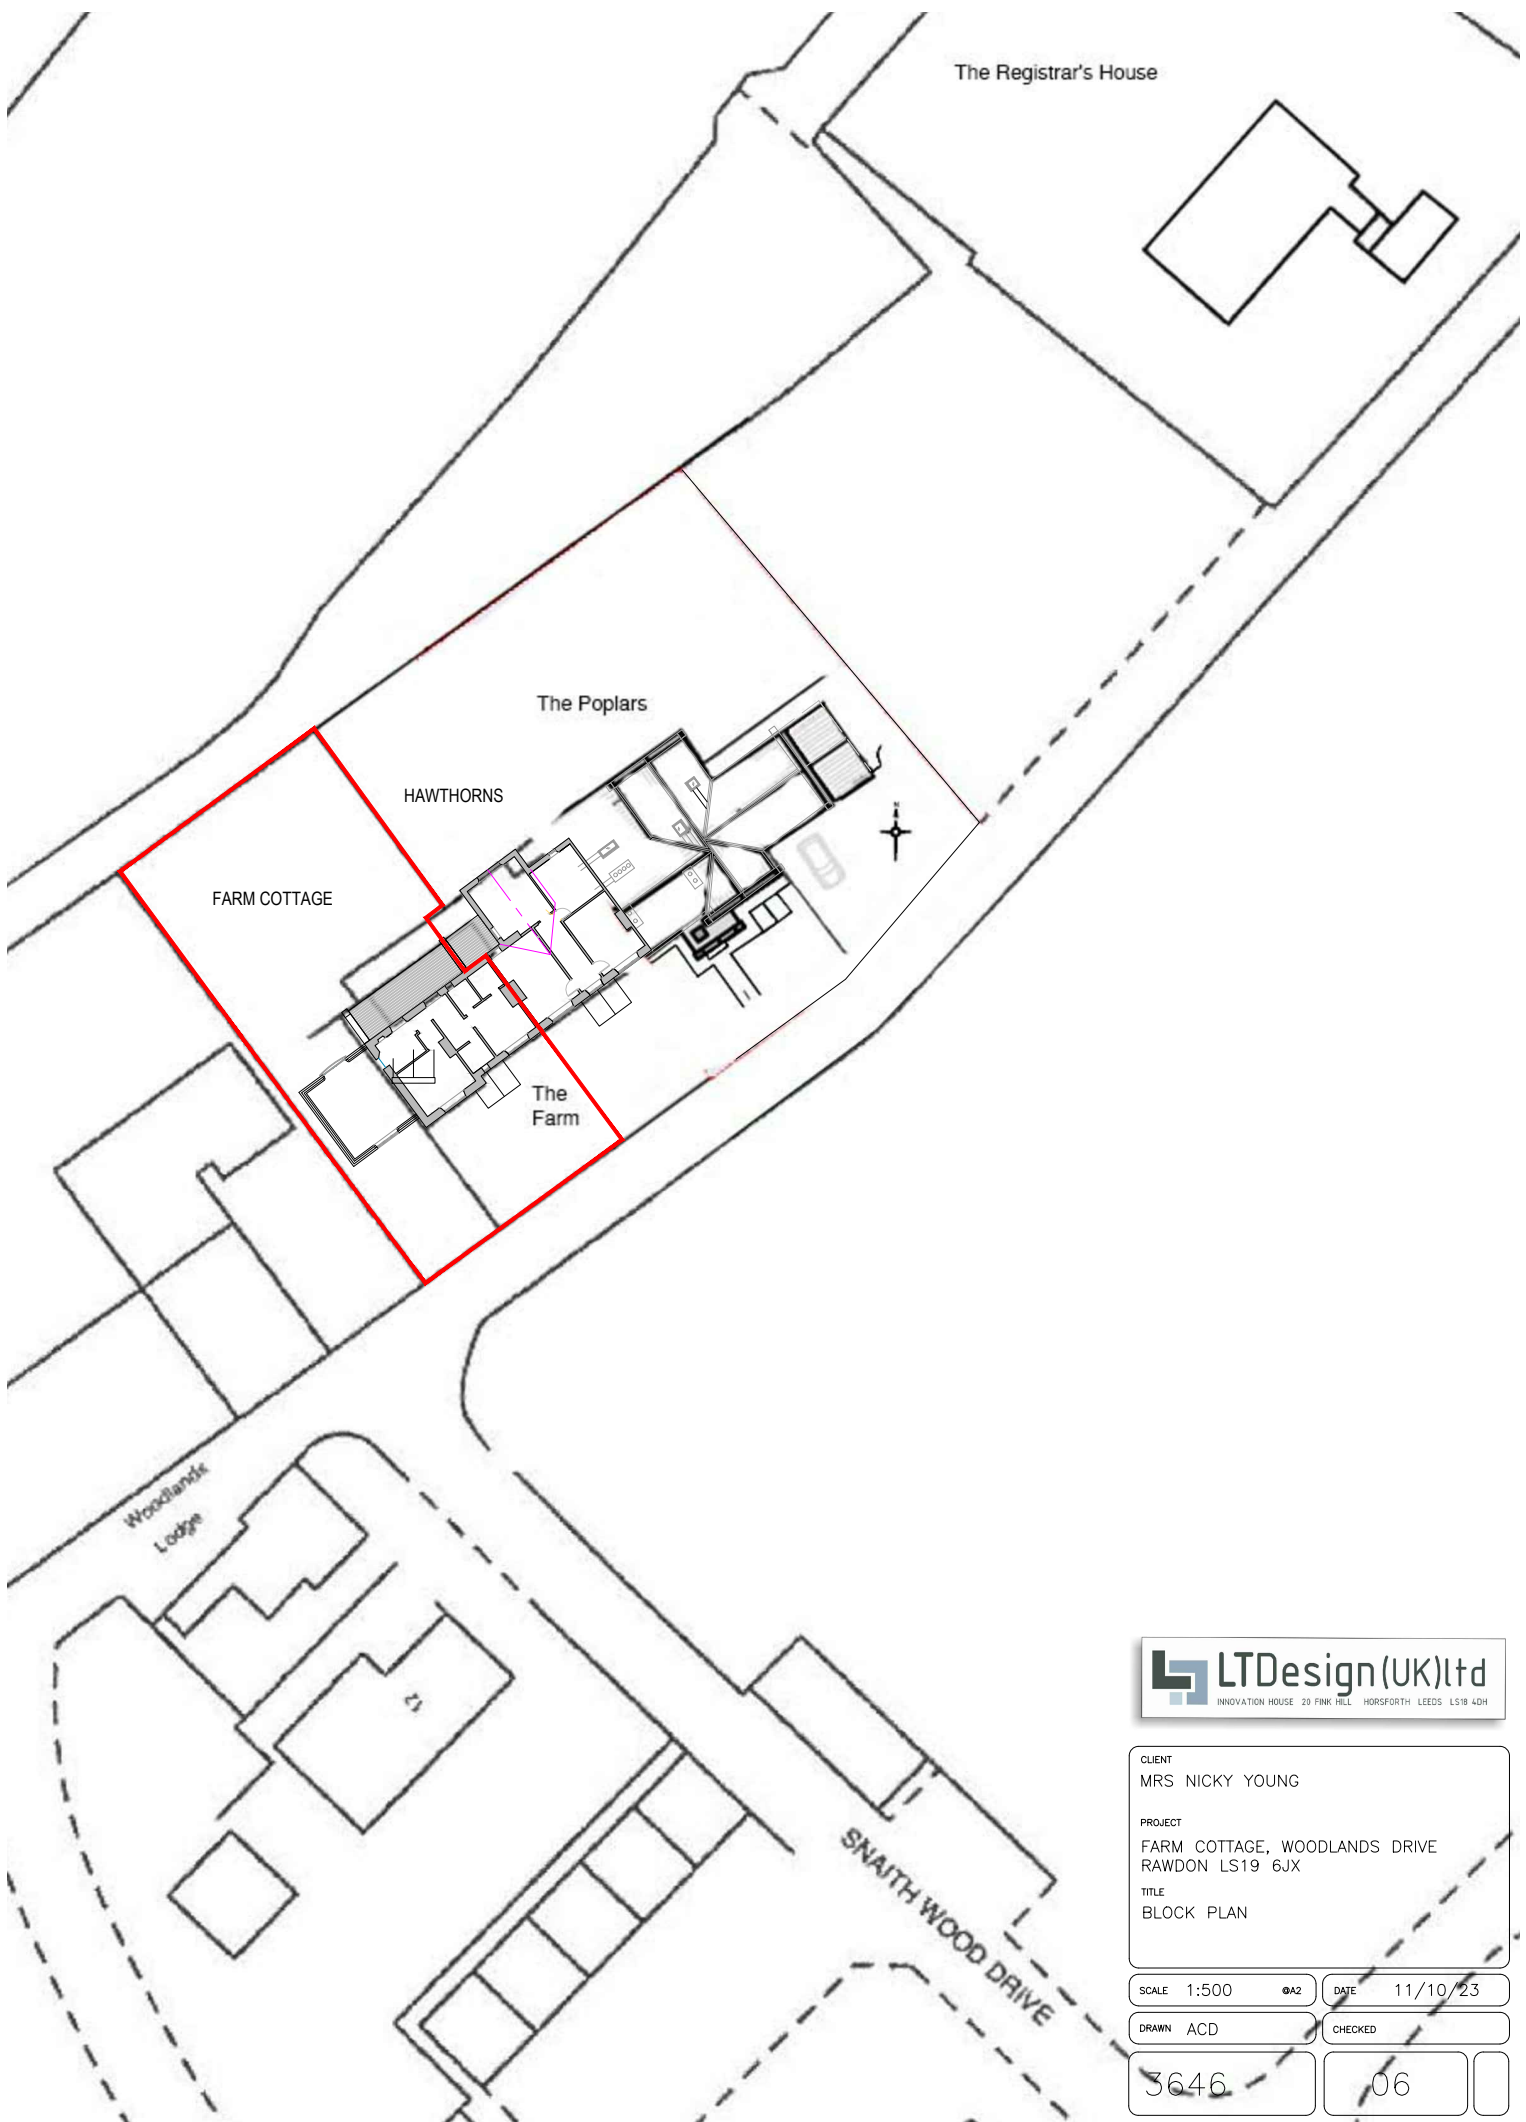 The Registrar's House
The Poplars
HAWTHORNS
FARM COTTAGE
N
The
Farm
Woodlands
Lodge
12
SNAITH WOOD DRIVE
LTDesign(UK)ltd
INNOVATION HOUSE 20 FINK HILL HORSFORTH LEEDS LS18 4DH
CLIENT
MRS NICKY YOUNG
PROJECT
FARM COTTAGE, WOODLANDS DRIVE
RAWDON LS19 6JX
TITLE
BLOCK PLAN
SCALE 1:500 @A2
DATE 11/10/23
DRAWN ACD
CHECKED
3646
06